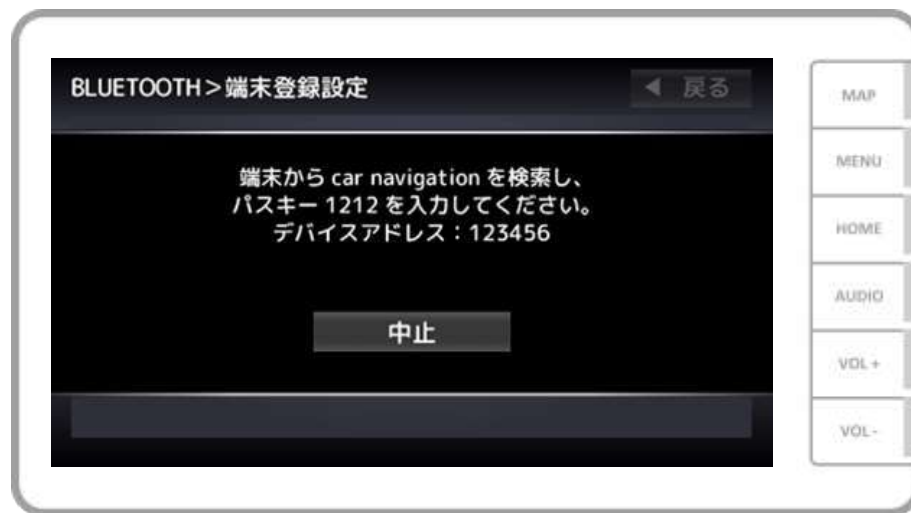 BLUETOOTH>端末登録設定
◀ 戻る
端末から car navigation を検索し、
パスキー 1212 を入力してください。
デバイスアドレス：123456
中止
MAP
MENU
HOME
AUDIO
VOL +
VOL -